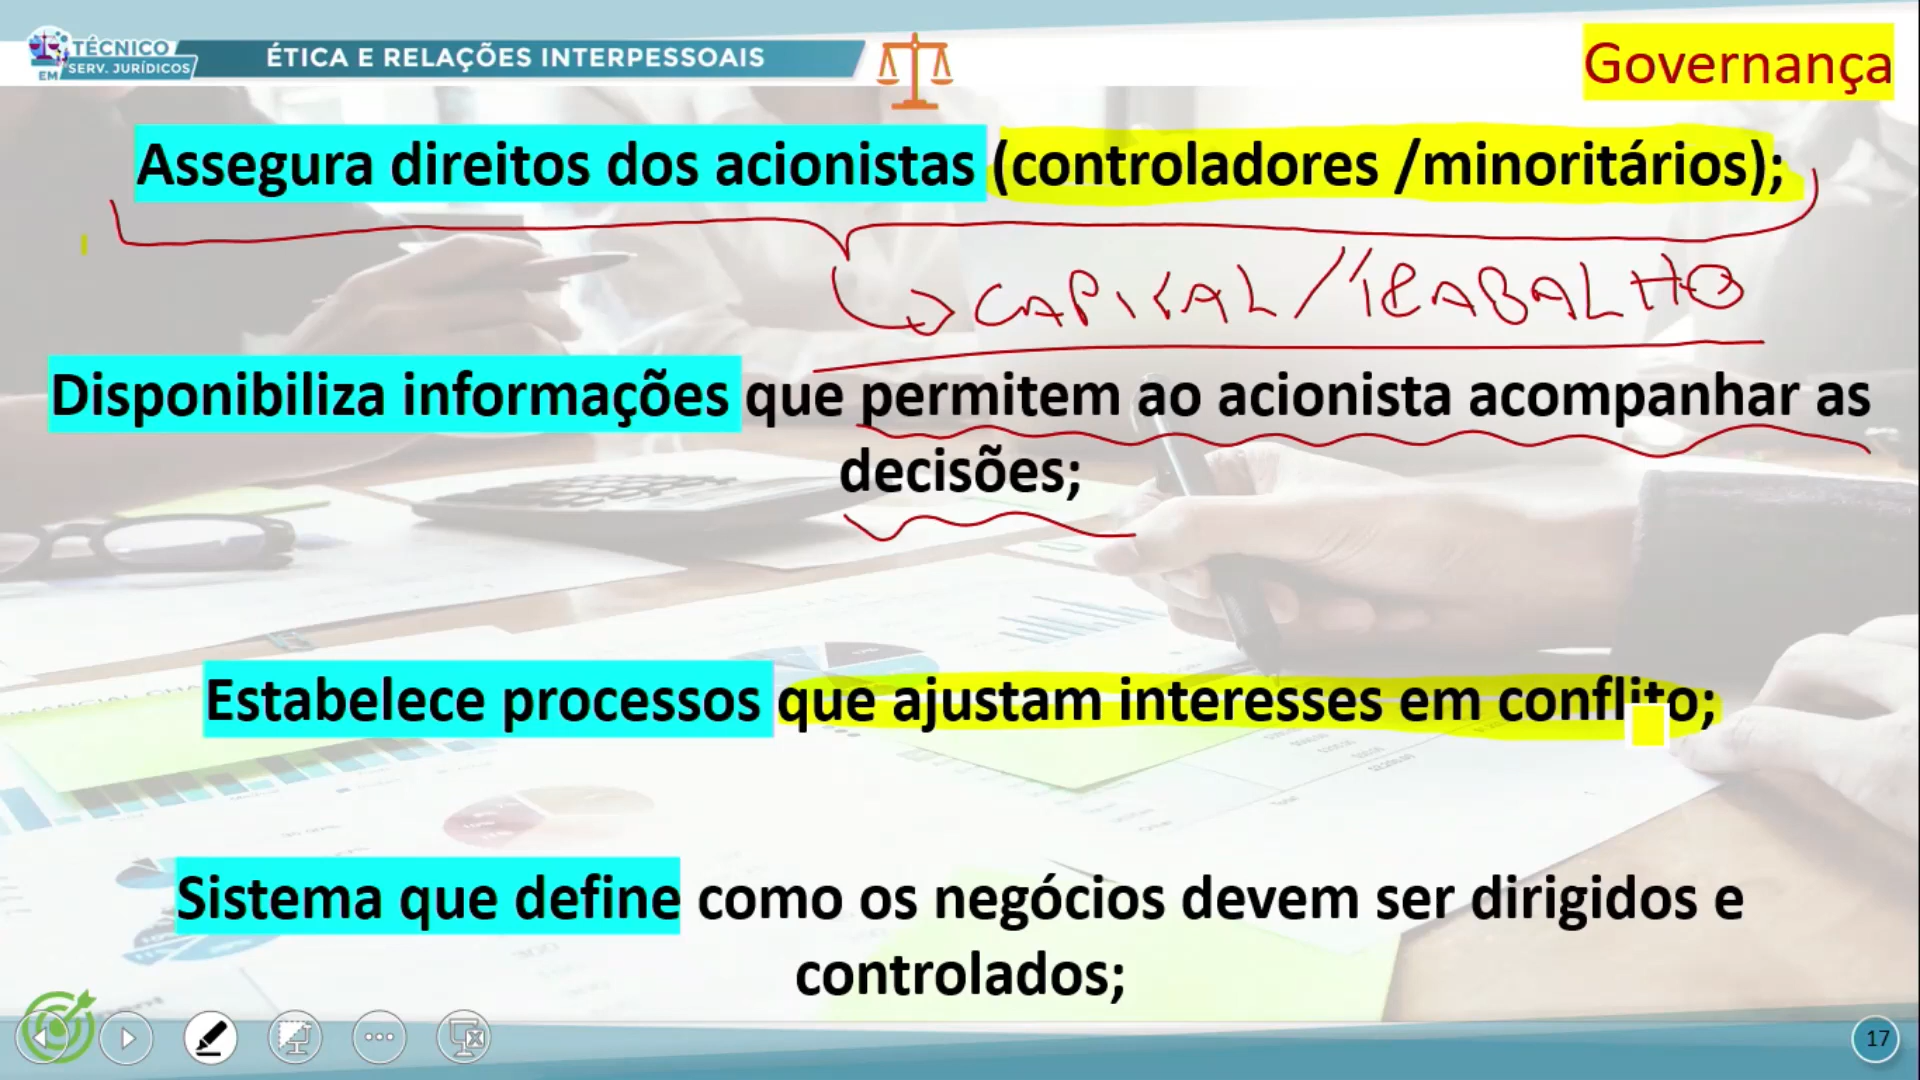 TÉCNICO
EM SERV. JURÍDICOS
ÉTICA E RELAÇÕES INTERPESSOAIS
Governança
Assegura direitos dos acionistas (controladores /minoritários);
CAPITAL/TRABALHO
Disponibiliza informações que permitem ao acionista acompanhar as
decisões;
Estabelece processos que ajustam interesses em conflito;
Sistema que define como os negócios devem ser dirigidos e
controlados;
17